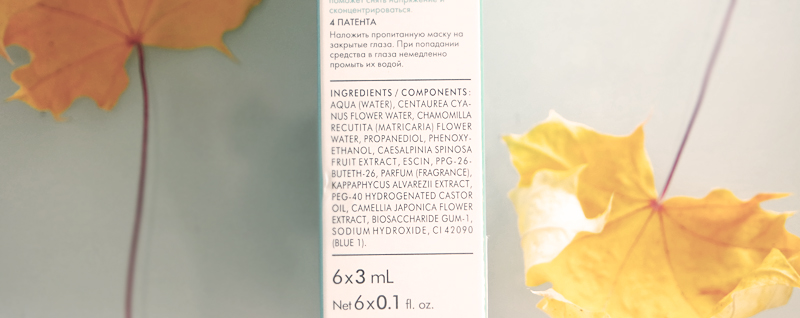 поможет снять напряжение и
сконцентрироваться.
4 ПАТЕНТА
Наложить пропитанную маску на
закрытые глаза. При попадании
средства в глаза немедленно
промыть их водой.
INGREDIENTS / COMPONENTS:
AQUA (WATER), CENTAUREA CYA-
NUS FLOWER WATER, CHAMOMILLA
RECUTITA (MATRICARIA) FLOWER
WATER, PROPANEDIOL, PHENOXY-
ETHANOL, CAESALPINIA SPINOSA
FRUIT EXTRACT, ESCIN, PPG-26-
BUTETH-26, PARFUM (FRAGRANCE),
KAPPAPHYCUS ALVAREZII EXTRACT,
PEG-40 HYDROGENATED CASTOR
OIL, CAMELLIA JAPONICA FLOWER
EXTRACT, BIOSACCHARIDE GUM-1,
SODIUM HYDROXIDE, CI 42090
(BLUE 1).
6x3 mL
Net 6x0.1 fl. oz.